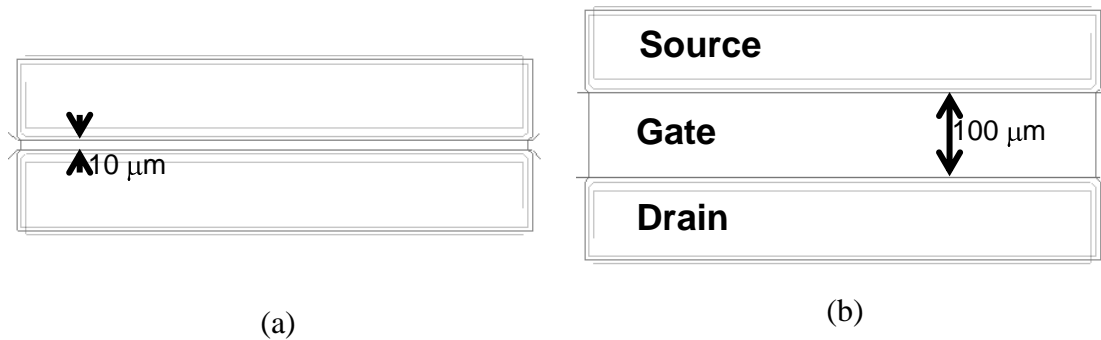 10 μm
(a)
Source
Gate
100 μm
Drain
(b)